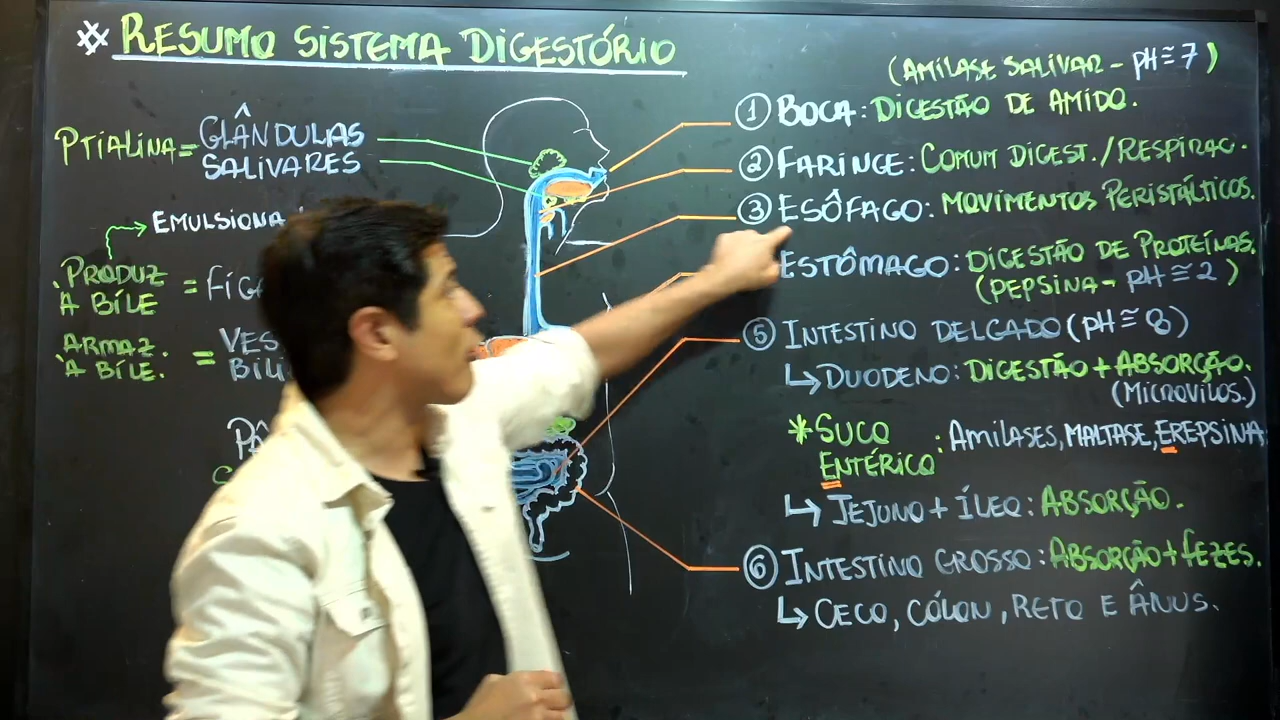 RESUMO SISTEMA DIGESTÓRIO
PTIALINA = GLÂNDULAS
SALIVARES
EMULSIONA
PRODUZ
A BÍLE =
ARMAZ.
A BÍLE. =
(AMILASE SALIVAR - pH ≅ 7)
① BOCA: DIGESTÃO DE AMIDO.
② FARINGE: COMUM DIGEST./RESPIRAC.
③ ESÔFAGO: MOVIMENTOS PERISTÁLTICOS.
ESTÔMAGO: DIGESTÃO DE PROTEÍNAS.
(PEPSINA - pH ≅ 2)
⑤ INTESTINO DELGADO (pH ≅ 8)
↳ DUODENO: DIGESTÃO + ABSORÇÃO.
(MICROVILOS.)
*SUCO
ENTÉRICO: AMILASES, MALTASE, EREPSINA
↳ JEJUNO + ÍLEO: ABSORÇÃO.
⑥ INTESTINO GROSSO: ABSORÇÃO + FEZES.
↳ CECO, CÓLON, RETO E ÂNUS.